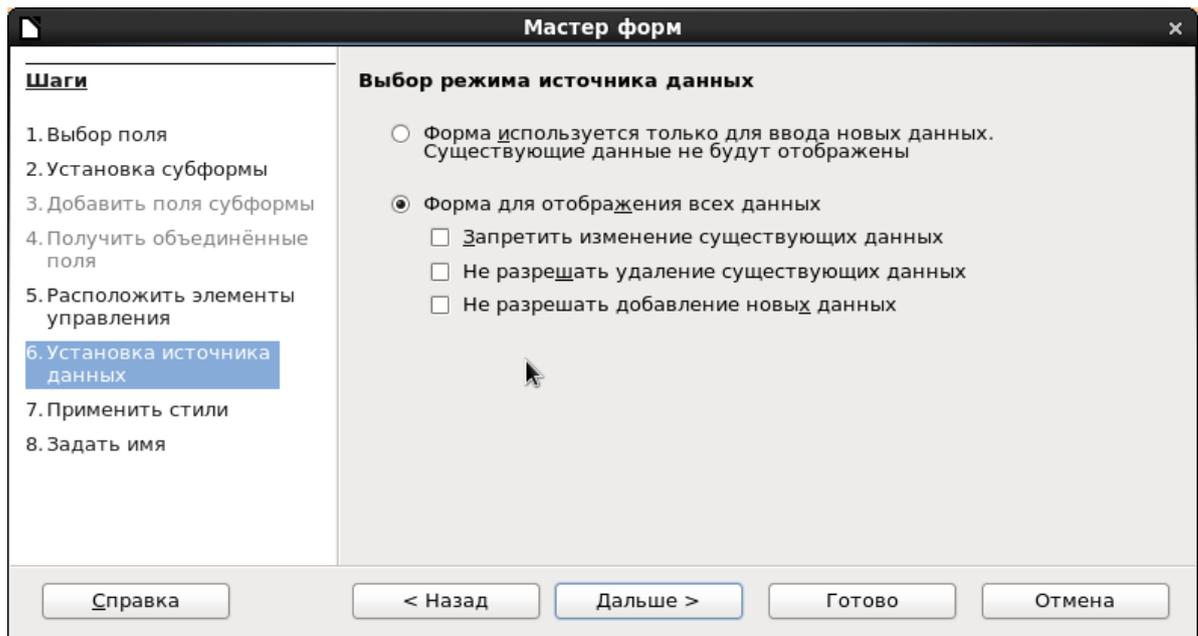 Мастер форм
Шаги
1. Выбор поля
2. Установка субформы
3. Добавить поля субформы
4. Получить объединённые
поля
5. Расположить элементы
управления
6. Установка источника
данных
7. Применить стили
8. Задать имя
Выбор режима источника данных
Форма используется только для ввода новых данных.
Существующие данные не будут отображены
Форма для отображения всех данных
Запретить изменение существующих данных
Не разрешать удаление существующих данных
Не разрешать добавление новых данных
Справка
< Назад
Дальше >
Готово
Отмена